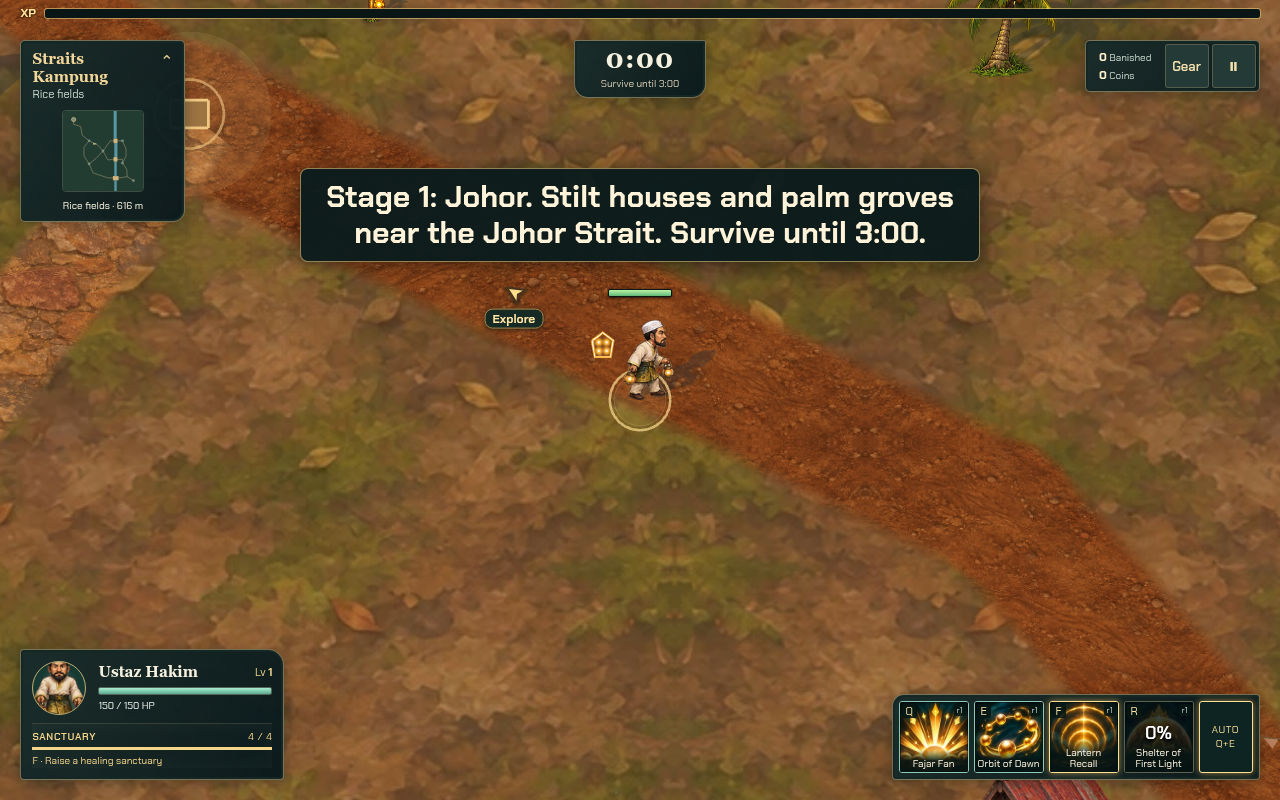 XP
Straits
Kampung
Rice fields
Rice fields · 616 m
0:00
Survive until 3:00
0 Banished
0 Coins
Gear
Stage 1: Johor. Stilt houses and palm groves
near the Johor Strait. Survive until 3:00.
Explore
Ustaz Hakim
Lv 1
150 / 150 HP
SANCTUARY
4 / 4
F · Raise a healing sanctuary
Q r1
Fajar Fan
E r1
Orbit of Dawn
F r1
Lantern
Recall
R r1
0%
Shelter of
First Light
AUTO
Q+E